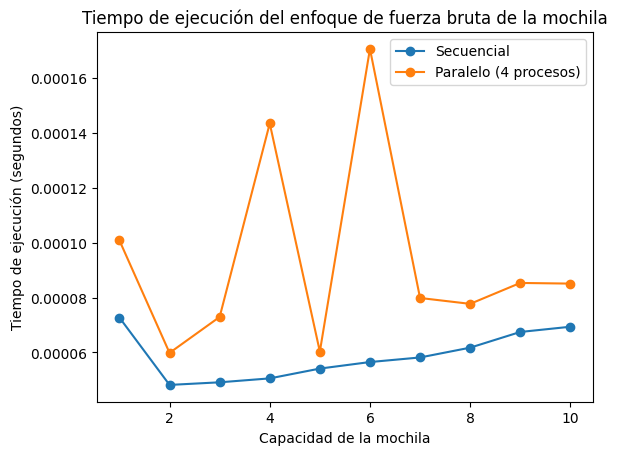 Tiempo de ejecución del enfoque de fuerza bruta de la mochila
Secuencial
Paralelo (4 procesos)
Tiempo de ejecución (segundos)
0.00016
0.00014
0.00012
0.00010
0.00008
0.00006
2
4
6
8
10
Capacidad de la mochila